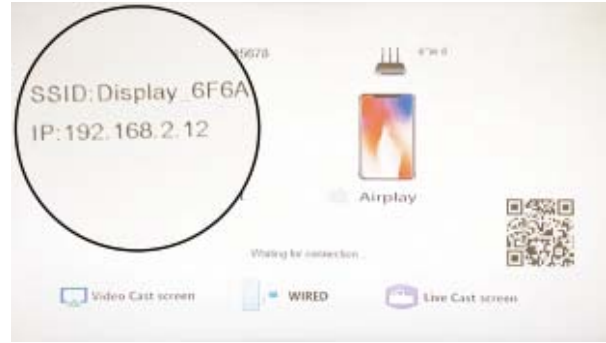 SSID:Display_6F6A
IP:192.168.2.12
5678
Airplay
Waiting for connection...
Video Cast screen
WIRED
Live Cast screen